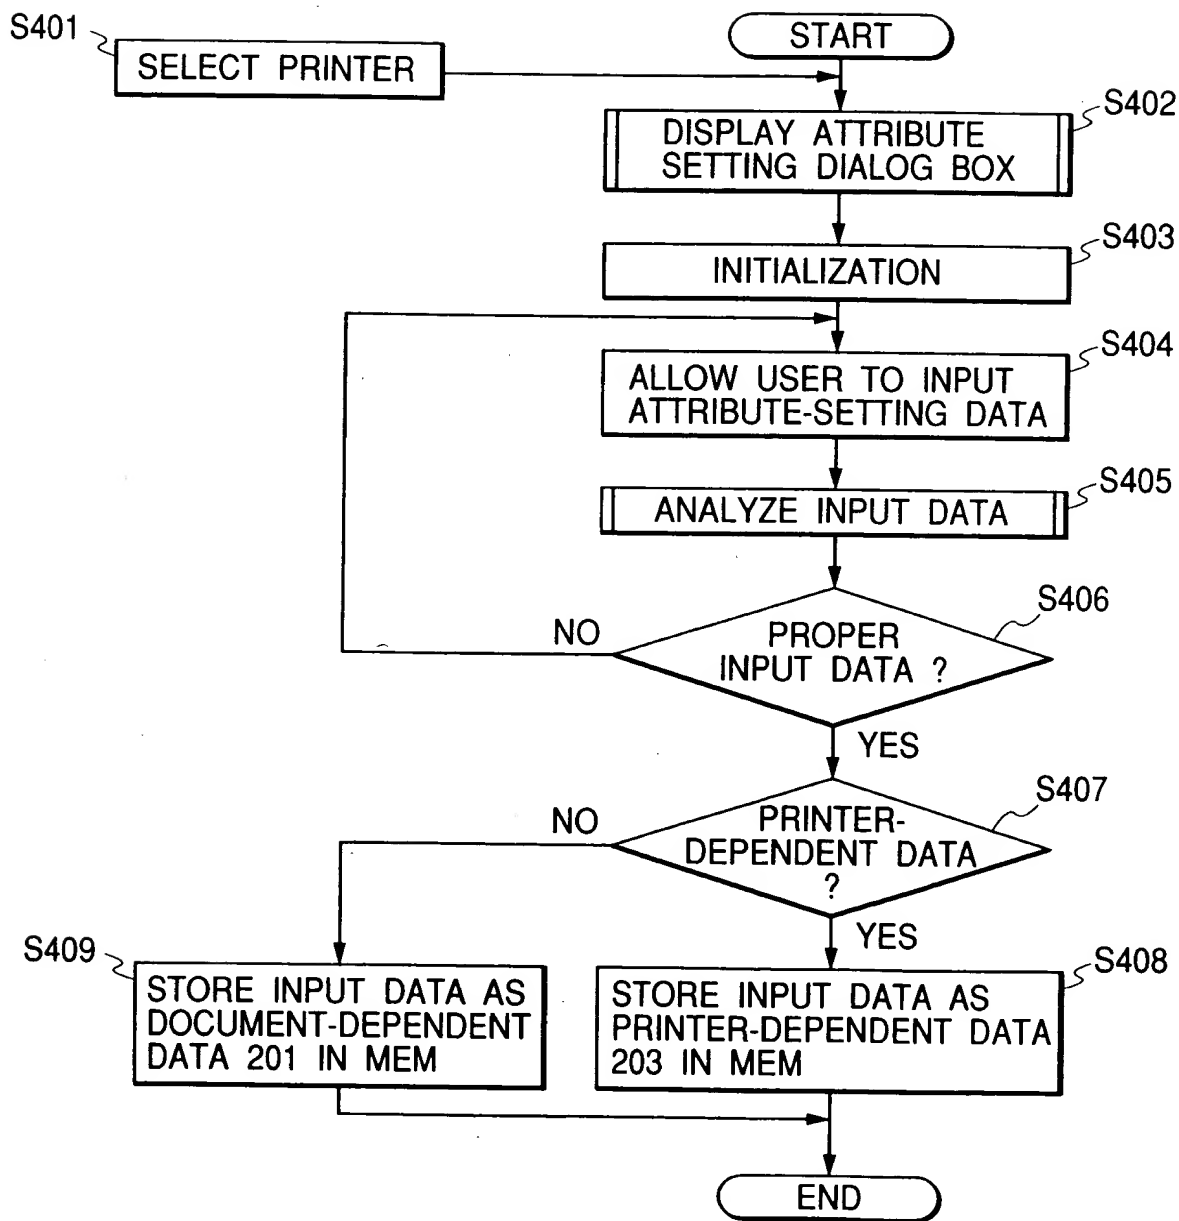 S401
SELECT PRINTER
START
S402
DISPLAY ATTRIBUTE
SETTING DIALOG BOX
S403
INITIALIZATION
S404
ALLOW USER TO INPUT
ATTRIBUTE-SETTING DATA
S405
ANALYZE INPUT DATA
S406
PROPER
INPUT DATA ?
NO
YES
S407
PRINTER-
DEPENDENT DATA
?
NO
YES
S409
STORE INPUT DATA AS
DOCUMENT-DEPENDENT
DATA 201 IN MEM
S408
STORE INPUT DATA AS
PRINTER-DEPENDENT DATA
203 IN MEM
END